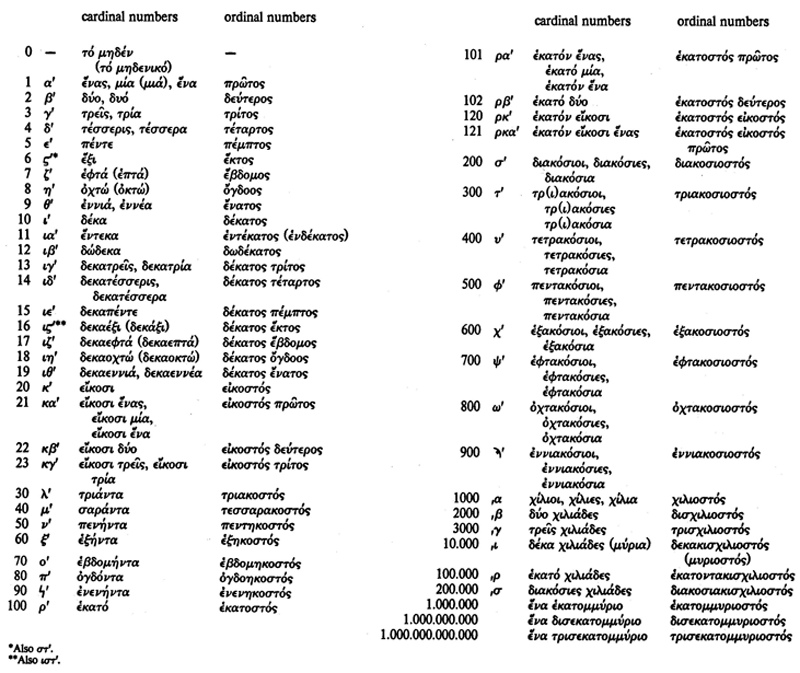 cardinal numbers ordinal numbers
0 — τό μηδέν —
(τό μηδενικό)
1 α' ἕνας, μία (μιά), ἕνα πρῶτος
2 β' δύο, δυό δεύτερος
3 γ' τρεῖς, τρία τρίτος
4 δ' τέσσερις, τέσσερα τέταρτος
5 ε' πέντε πέμπτος
6 ς'* ἕξι ἕκτος
7 ζ' ἑφτά (ἑπτά) ἕβδομος
8 η' ὀχτώ (ὀκτώ) ὄγδοος
9 θ' ἐννιά, ἐννέα ἔνατος
10 ι' δέκα δέκατος
11 ια' ἕντεκα ἑντέκατος (ἑνδέκατος)
12 ιβ' δώδεκα δωδέκατος
13 ιγ' δεκατρεῖς, δεκατρία δέκατος τρίτος
14 ιδ' δεκατέσσερις, δέκατος τέταρτος
δεκατέσσερα
15 ιε' δεκαπέντε δέκατος πέμπτος
16 ις'** δεκαέξι (δεκάξι) δέκατος ἕκτος
17 ιζ' δεκαεφτά (δεκαεπτά) δέκατος ἕβδομος
18 ιη' δεκαοχτώ (δεκαοκτώ) δέκατος ὄγδοος
19 ιθ' δεκαεννιά, δεκαεννέα δέκατος ἔνατος
20 κ' εἴκοσι εἰκοστός
21 κα' εἴκοσι ἕνας, εἰκοστός πρῶτος
εἴκοσι μία,
εἴκοσι ἕνα
22 κβ' εἴκοσι δύο εἰκοστός δεύτερος
23 κγ' εἴκοσι τρεῖς, εἴκοσι εἰκοστός τρίτος
τρία
30 λ' τριάντα τριακοστός
40 μ' σαράντα τεσσαρακοστός
50 ν' πενήντα πεντηκοστός
60 ξ' ἑξήντα ἑξηκοστός
70 ο' ἑβδομήντα ἑβδομηκοστός
80 π' ὀγδόντα ὀγδοηκοστός
90 ϟ' ἐνενήντα ἐνενηκοστός
100 ρ' ἑκατό ἑκατοστός
*Also στ'.
**Also ιστ'.
cardinal numbers ordinal numbers
101 ρα' ἑκατόν ἕνας, ἑκατοστός πρῶτος
ἑκατό μία,
ἑκατόν ἕνα
102 ρβ' ἑκατό δύο ἑκατοστός δεύτερος
120 ρκ' ἑκατόν εἴκοσι ἑκατοστός εἰκοστός
121 ρκα' ἑκατόν εἴκοσι ἕνας ἑκατοστός εἰκοστός
πρῶτος
200 σ' διακόσιοι, διακόσιες, διακοσιοστός
διακόσια
300 τ' τρ(ι)ακόσιοι, τριακοσιοστός
τρ(ι)ακόσιες
τρ(ι)ακόσια
400 υ' τετρακόσιοι, τετρακοσιοστός
τετρακόσιες,
τετρακόσια
500 φ' πεντακόσιοι, πεντακοσιοστός
πεντακόσιες,
πεντακόσια
600 χ' ἑξακόσιοι, ἑξακόσιες, ἑξακοσιοστός
ἑξακόσια
700 ψ' ἑφτακόσιοι, ἑφτακοσιοστός
ἑφτακόσιες,
ἑφτακόσια
800 ω' ὀχτακόσιοι, ὀχτακοσιοστός
ὀχτακόσιες,
ὀχτακόσια
900 ϡ' ἐννιακόσιοι, ἐννιακοσιοστός
ἐννιακόσιες,
ἐννιακόσια
1000 ,α χίλιοι, χίλιες, χίλια χιλιοστός
2000 ,β δύο χιλιάδες δισχιλιοστός
3000 ,γ τρεῖς χιλιάδες τρισχιλιοστός
10.000 ,ι δέκα χιλιάδες (μύρια) δεκακισχιλιοστός
(μυριοστός)
100.000 ,ρ ἑκατό χιλιάδες ἑκατοντακισχιλιοστός
200.000 ,σ διακόσιες χιλιάδες διακοσιακισχιλιοστός
1.000.000 ἕνα ἑκατομμύριο ἑκατομμυριοστός
1.000.000.000 ἕνα δισεκατομμύριο δισεκατομμυριοστός
1.000.000.000.000 ἕνα τρισεκατομμύριο τρισεκατομμυριοστός